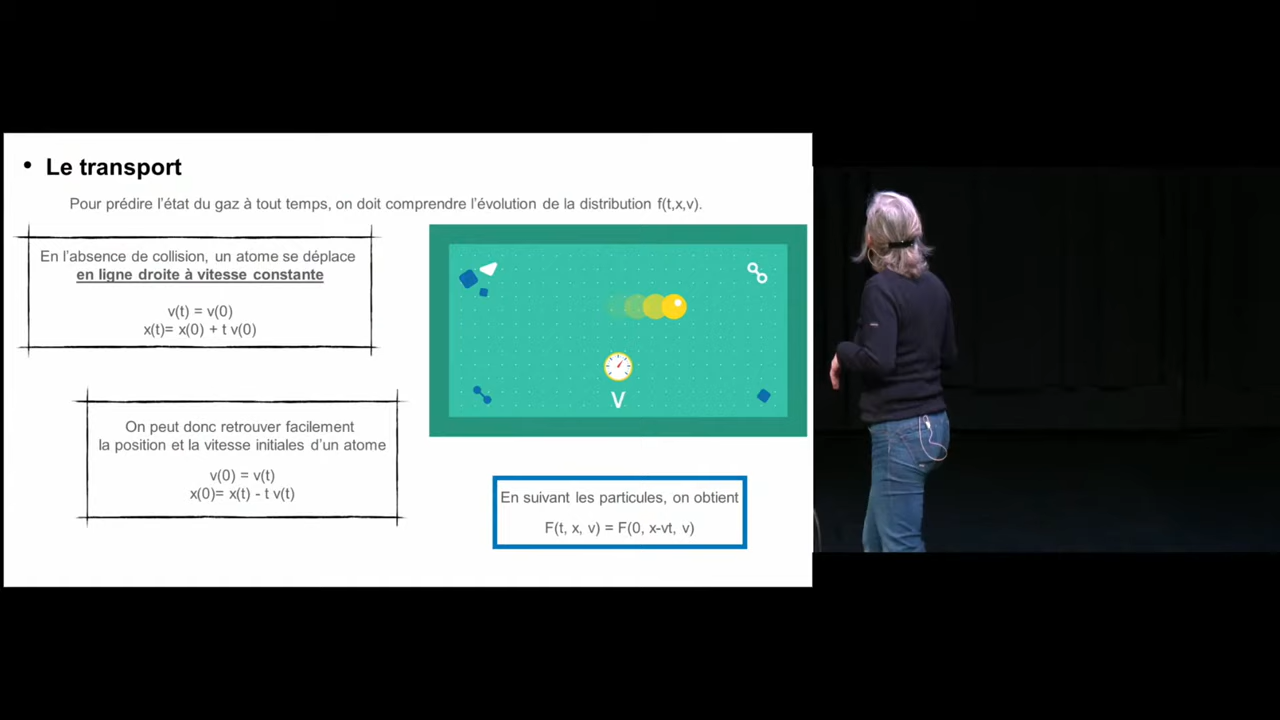 • Le transport
Pour prédire l'état du gaz à tout temps, on doit comprendre l'évolution de la distribution f(t,x,v).
En l'absence de collision, un atome se déplace
en ligne droite à vitesse constante
v(t) = v(0)
x(t)= x(0) + t v(0)
On peut donc retrouver facilement
la position et la vitesse initiales d'un atome
v(0) = v(t)
x(0)= x(t) - t v(t)
V
En suivant les particules, on obtient
F(t, x, v) = F(0, x-vt, v)